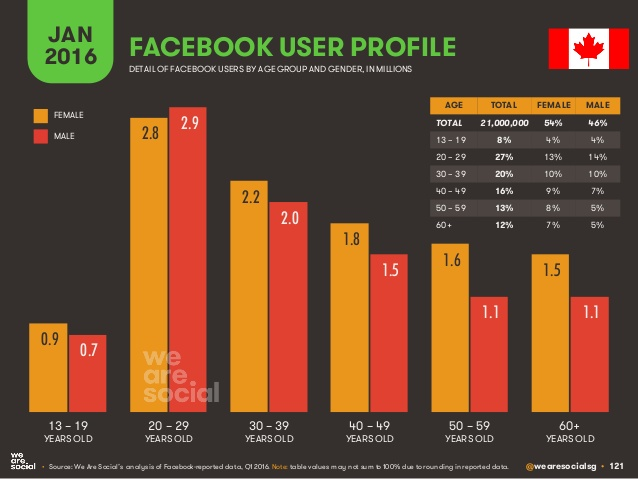 JAN
2016
FACEBOOK USER PROFILE
DETAIL OF FACEBOOK USERS BY AGE GROUP AND GENDER, IN MILLIONS
FEMALE
MALE
AGE TOTAL FEMALE MALE
TOTAL 21,000,000 54% 46%
13 – 19 8% 4% 4%
20 – 29 27% 13% 14%
30 – 39 20% 10% 10%
40 – 49 16% 9% 7%
50 – 59 13% 8% 5%
60+ 12% 7% 5%
0.9 0.7
2.8 2.9
2.2 2.0
1.8 1.5
1.6 1.1
1.5 1.1
we
are
social
13 – 19 20 – 29 30 – 39 40 – 49 50 – 59 60+
YEARS OLD YEARS OLD YEARS OLD YEARS OLD YEARS OLD YEARS OLD
we
are
social
• Source: We Are Social's analysis of Facebook-reported data, Q1 2016. Note: table values may not sum to 100% due to rounding in reported data.
@wearesocialsg • 121